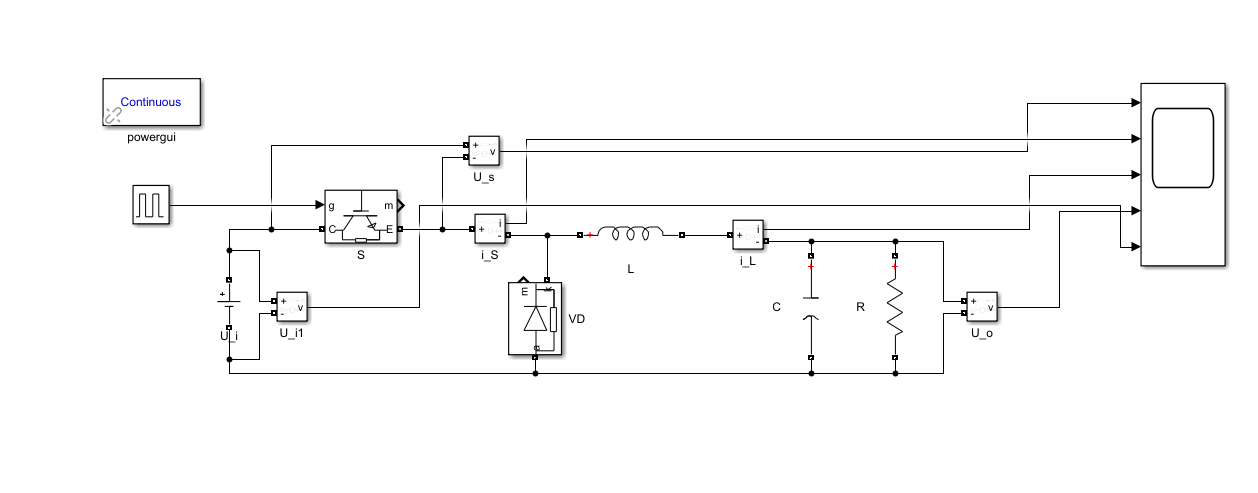 Continuous
powergui
+
-
v
U_s
g
m
C
E
S
+
i
-
i_S
+
L
+
i
-
i_L
+
U_i
+
-
v
U_i1
m
k
a
VD
+
C
+
R
+
-
v
U_o